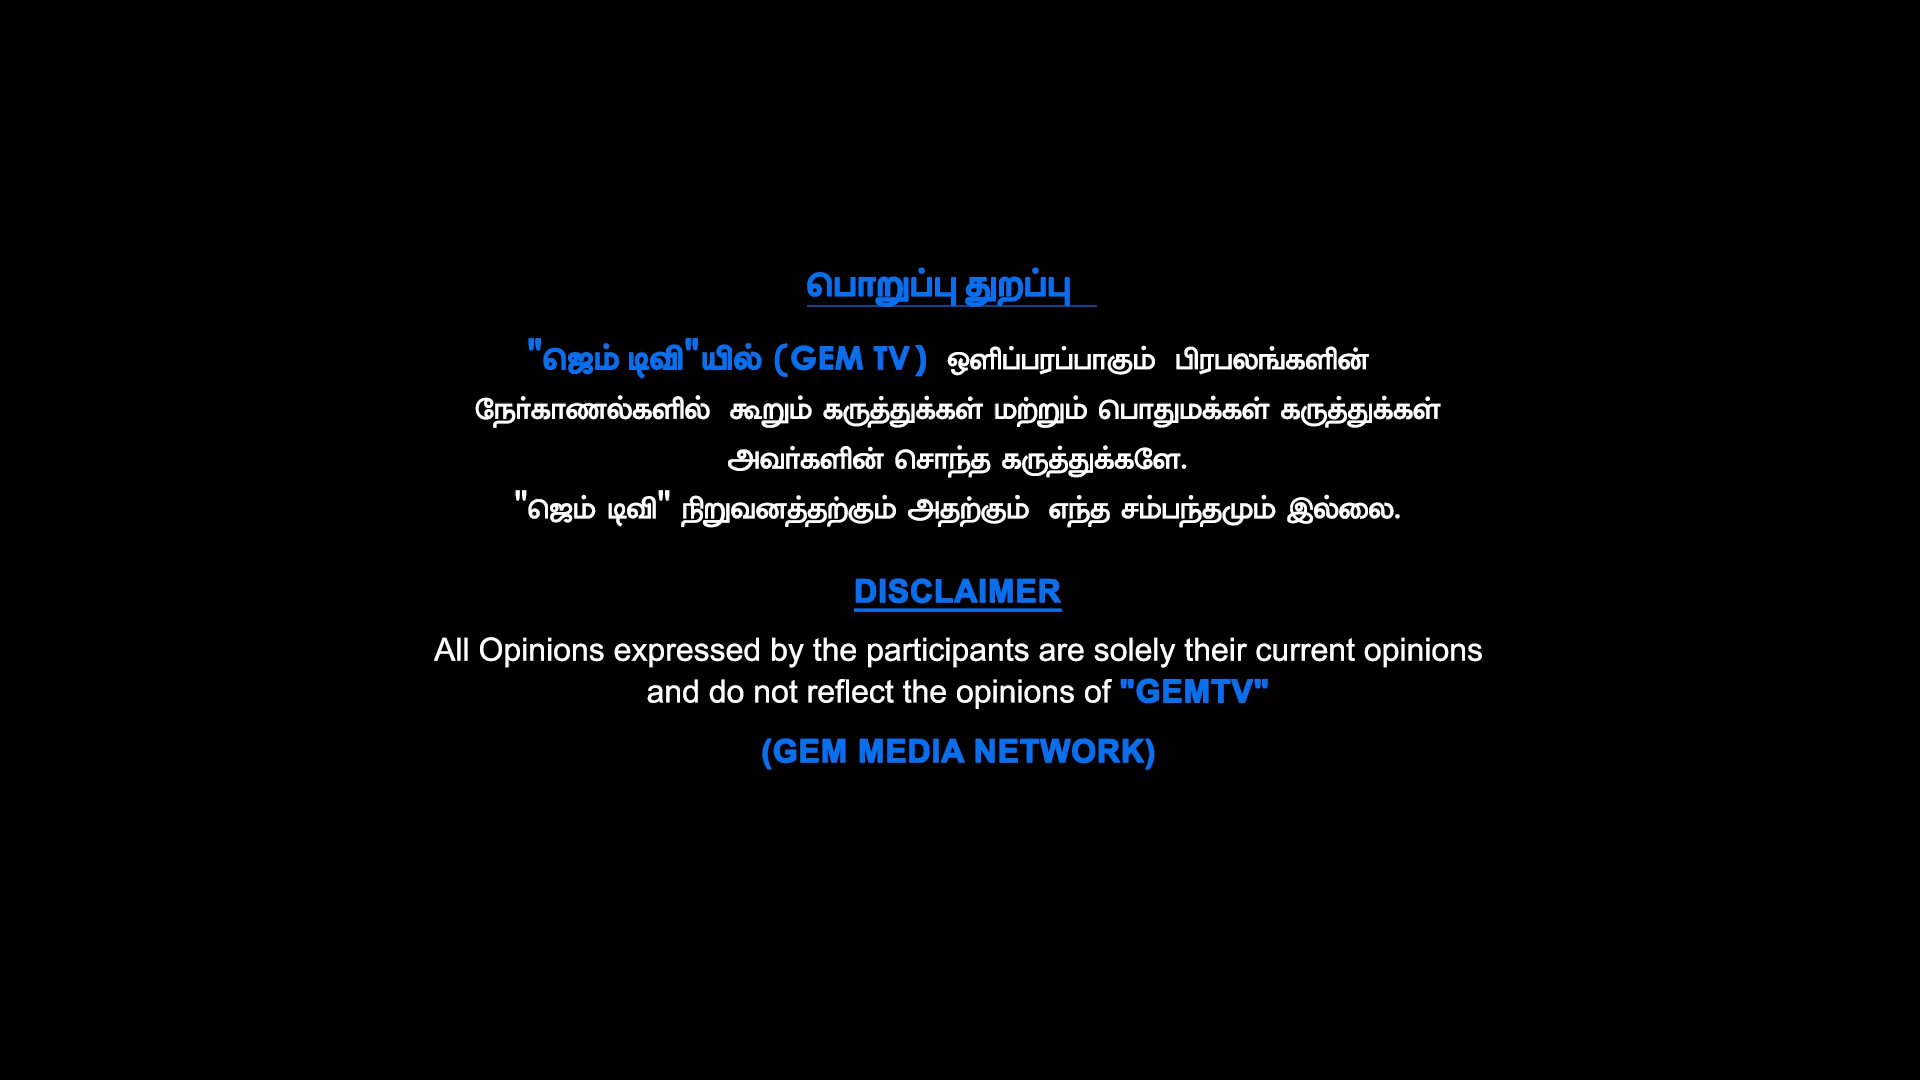 பொறுப்பு துறப்பு
"ஜெம் டிவி"யில் (GEM TV) ஒளிப்பரப்பாகும் பிரபலங்களின்
நேர்காணல்களில் கூறும் கருத்துக்கள் மற்றும் பொதுமக்கள் கருத்துக்கள்
அவர்களின் சொந்த கருத்துக்களே.
"ஜெம் டிவி" நிறுவனத்தற்கும் அதற்கும் எந்த சம்பந்தமும் இல்லை.
DISCLAIMER
All Opinions expressed by the participants are solely their current opinions
and do not reflect the opinions of "GEMTV"
(GEM MEDIA NETWORK)